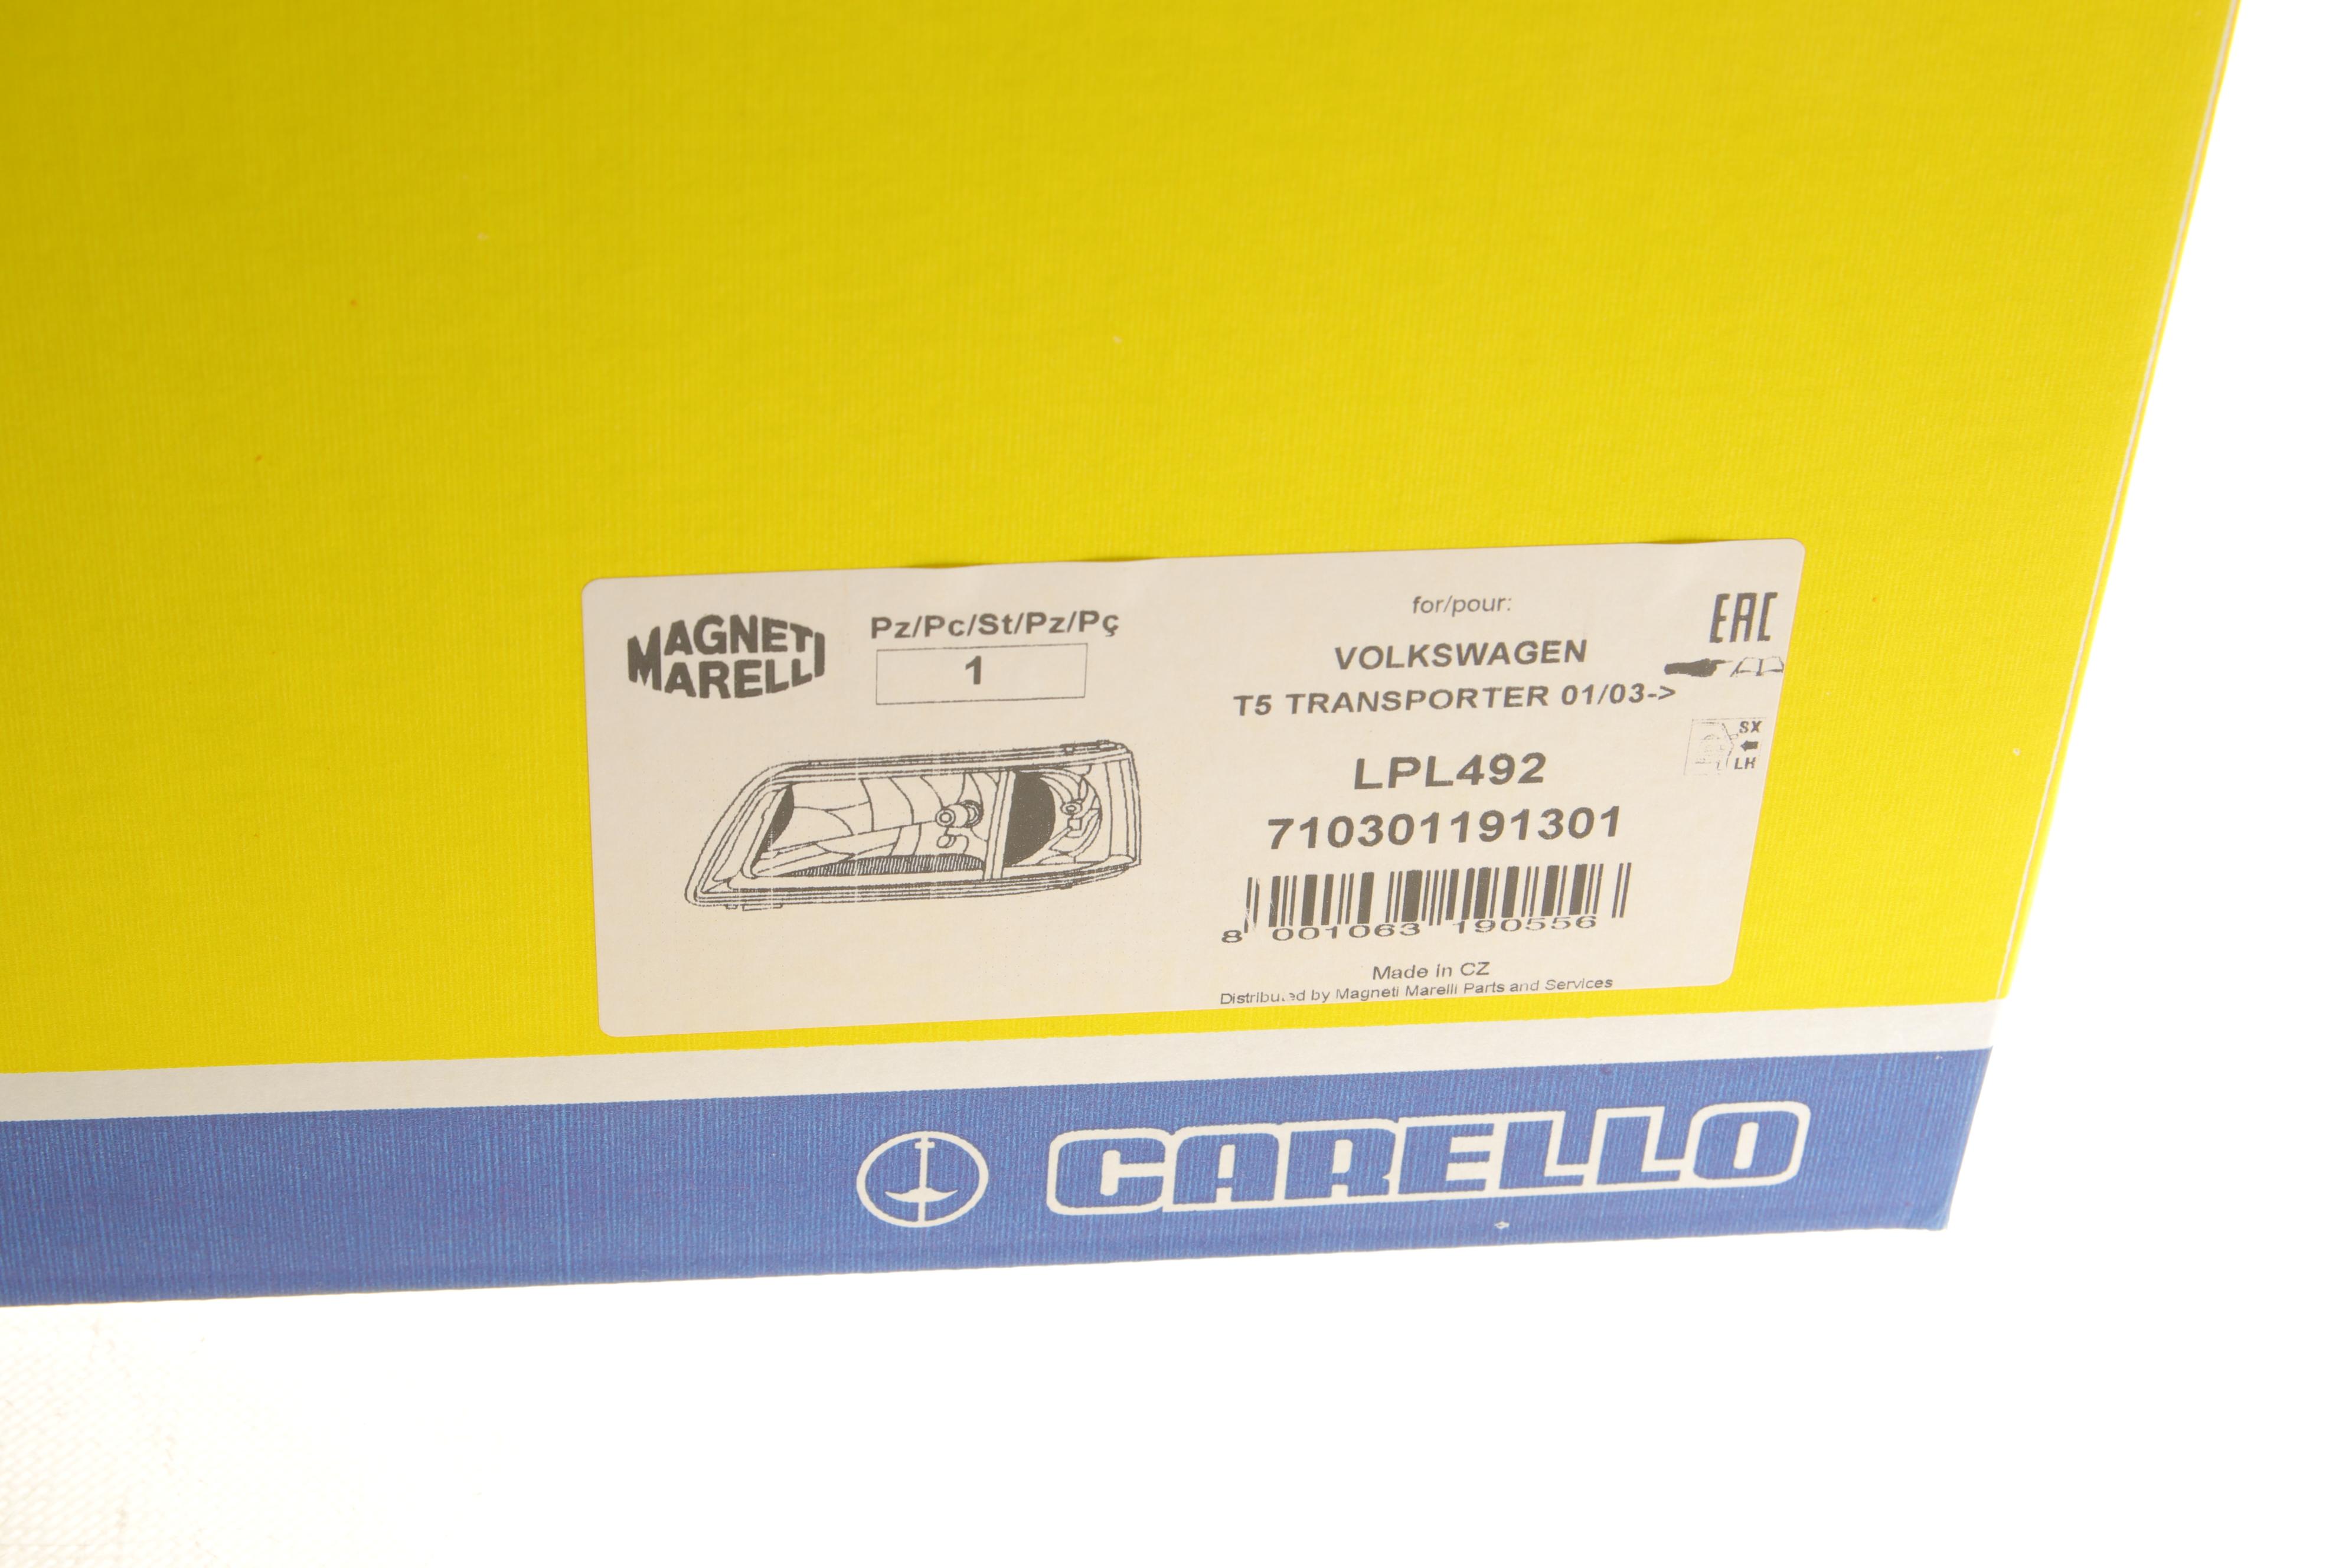 MAGNETI
MARELLI
Pz/Pc/St/Pz/Pç
1
for/pour:
EAC
VOLKSWAGEN
T5 TRANSPORTER 01/03->
SX
LH
LPL492
710301191301
8 001063 190556
Made in CZ
Distributed by Magneti Marelli Parts and Services
CARELLO